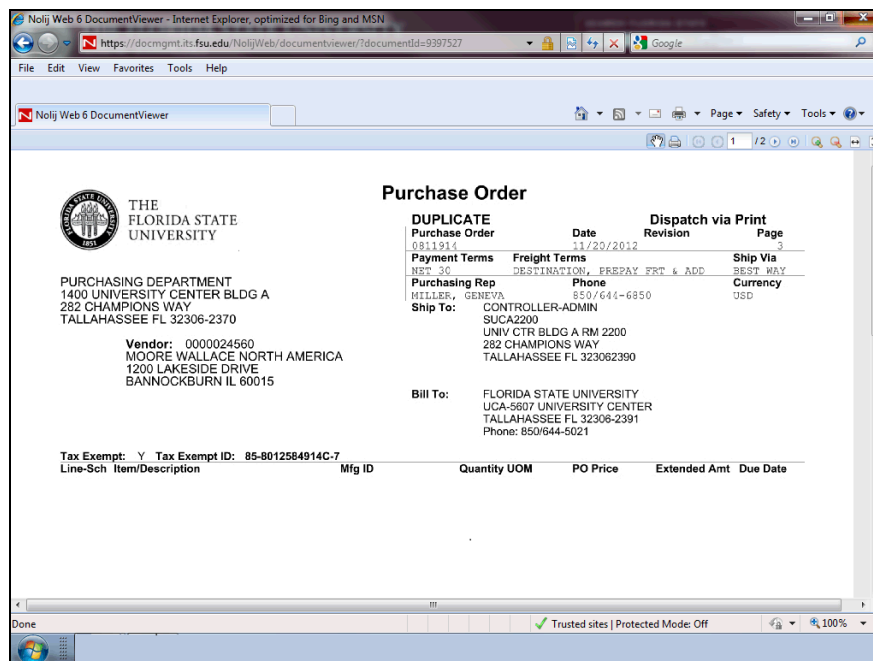 Nolij Web 6 DocumentViewer - Internet Explorer, optimized for Bing and MSN
https://docmgmt.its.fsu.edu/NolijWeb/documentviewer/?documentId=9397527
Google
File Edit View Favorites Tools Help
Nolij Web 6 DocumentViewer
Page Safety Tools
1 /2
Purchase Order
THE
FLORIDA STATE
UNIVERSITY
FLORIDA STATE UNIVERSITY
1851
DUPLICATE Dispatch via Print
Purchase Order Date Revision Page
0811914 11/20/2012 3
Payment Terms Freight Terms Ship Via
NET 30 DESTINATION, PREPAY FRT & ADD BEST WAY
Purchasing Rep Phone Currency
MILLER, GENEVA 850/644-6850 USD
PURCHASING DEPARTMENT
1400 UNIVERSITY CENTER BLDG A
282 CHAMPIONS WAY
TALLAHASSEE FL 32306-2370
Ship To: CONTROLLER-ADMIN
SUCA2200
UNIV CTR BLDG A RM 2200
282 CHAMPIONS WAY
TALLAHASSEE FL 323062390
Vendor: 0000024560
MOORE WALLACE NORTH AMERICA
1200 LAKESIDE DRIVE
BANNOCKBURN IL 60015
Bill To: FLORIDA STATE UNIVERSITY
UCA-5607 UNIVERSITY CENTER
TALLAHASSEE FL 32306-2391
Phone: 850/644-5021
Tax Exempt: Y Tax Exempt ID: 85-8012584914C-7
Line-Sch Item/Description Mfg ID Quantity UOM PO Price Extended Amt Due Date
Done
Trusted sites | Protected Mode: Off
100%